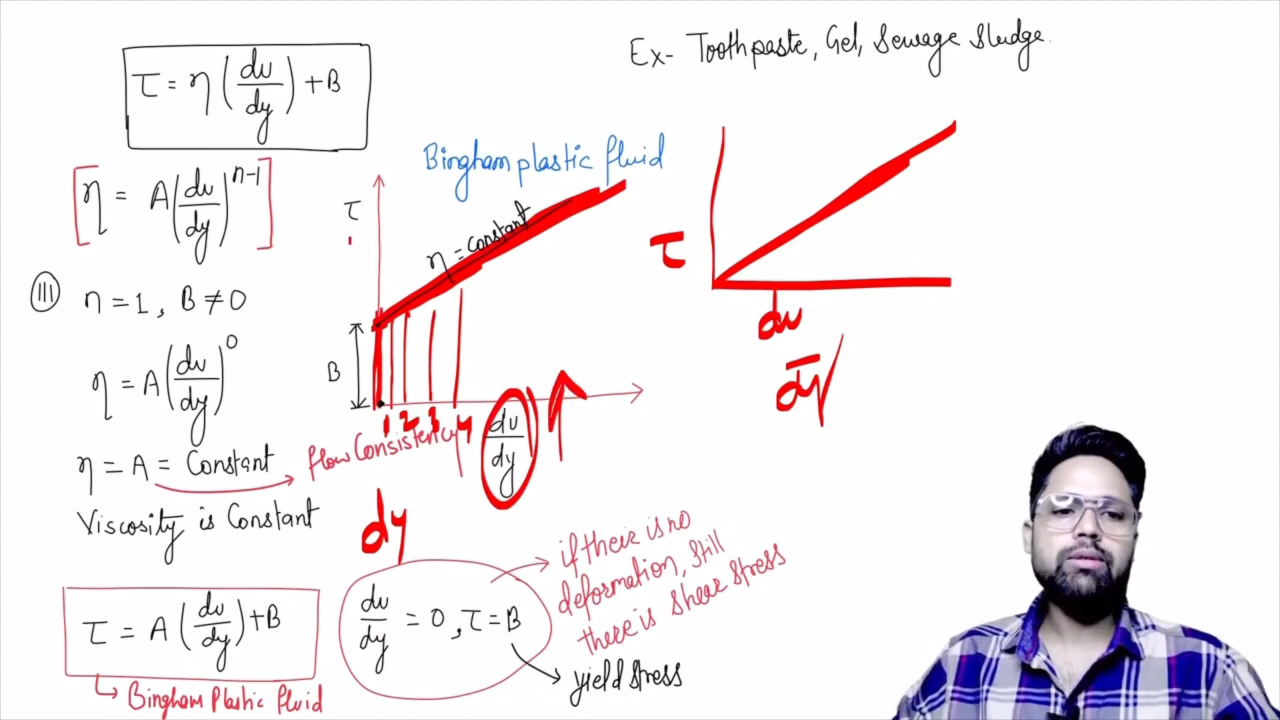 Ex- Toothpaste, Gel, Sewage Sludge.
τ = η (du/dy) + B
[η = A(du/dy)^(n-1)]
(III) n = 1, B ≠ 0
η = A(du/dy)^0
η = A = Constant
Viscosity is Constant
τ = A (du/dy) + B
Bingham Plastic fluid
Bingham plastic fluid
τ
η = constant
B
1 2 3 4
du/dy
flow Consistency
dy
du/dy = 0, τ = B
if there is no
deformation, still
there is shear stress
yield stress
τ
du
dy